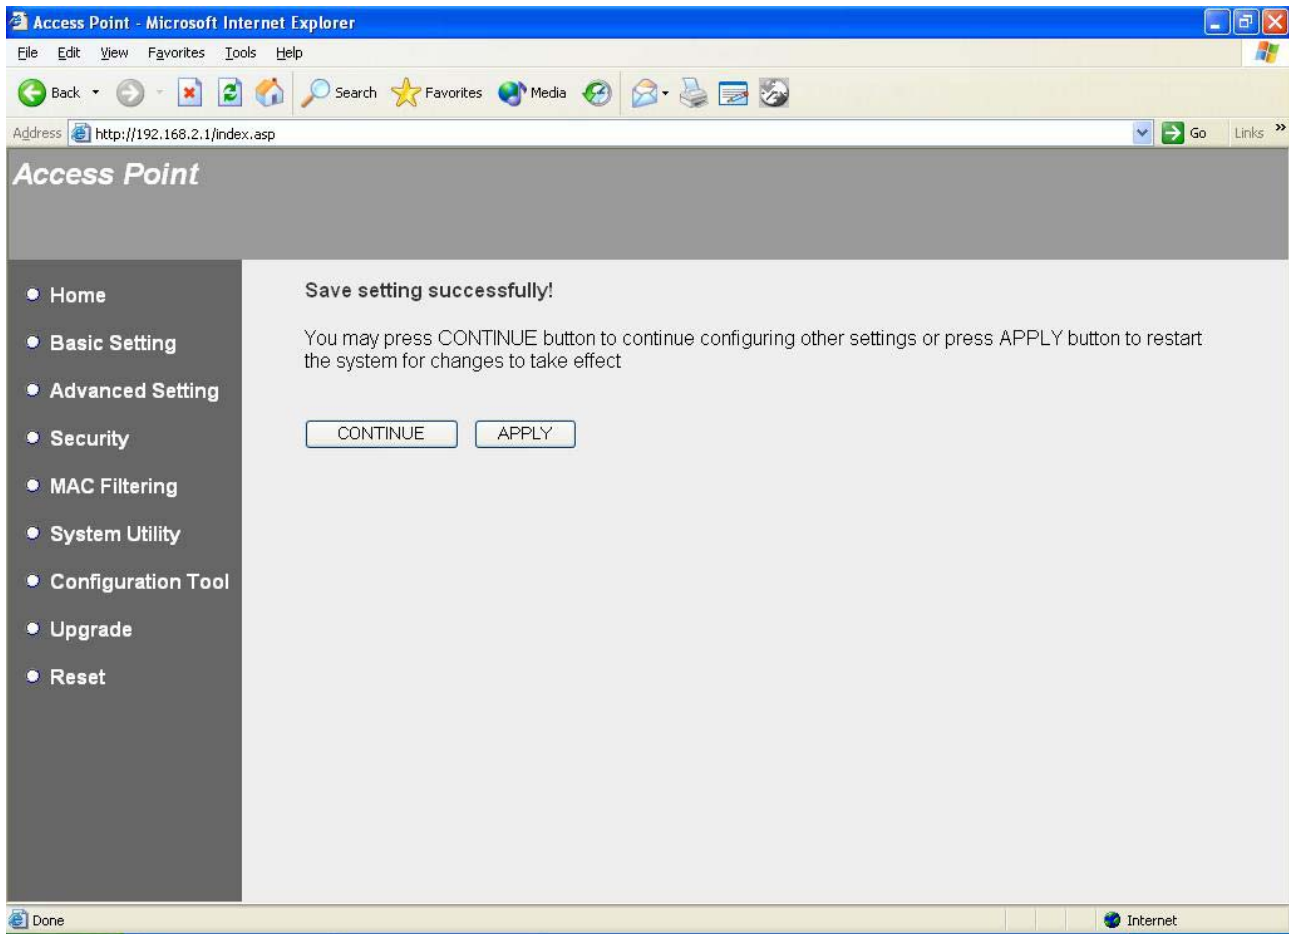 Access Point - Microsoft Internet Explorer
File Edit View Favorites Tools Help
Back Search Favorites Media
Address http://192.168.2.1/index.asp Go Links »
Access Point
Home
Basic Setting
Advanced Setting
Security
MAC Filtering
System Utility
Configuration Tool
Upgrade
Reset
Save setting successfully!
You may press CONTINUE button to continue configuring other settings or press APPLY button to restart
the system for changes to take effect
CONTINUE APPLY
Done Internet